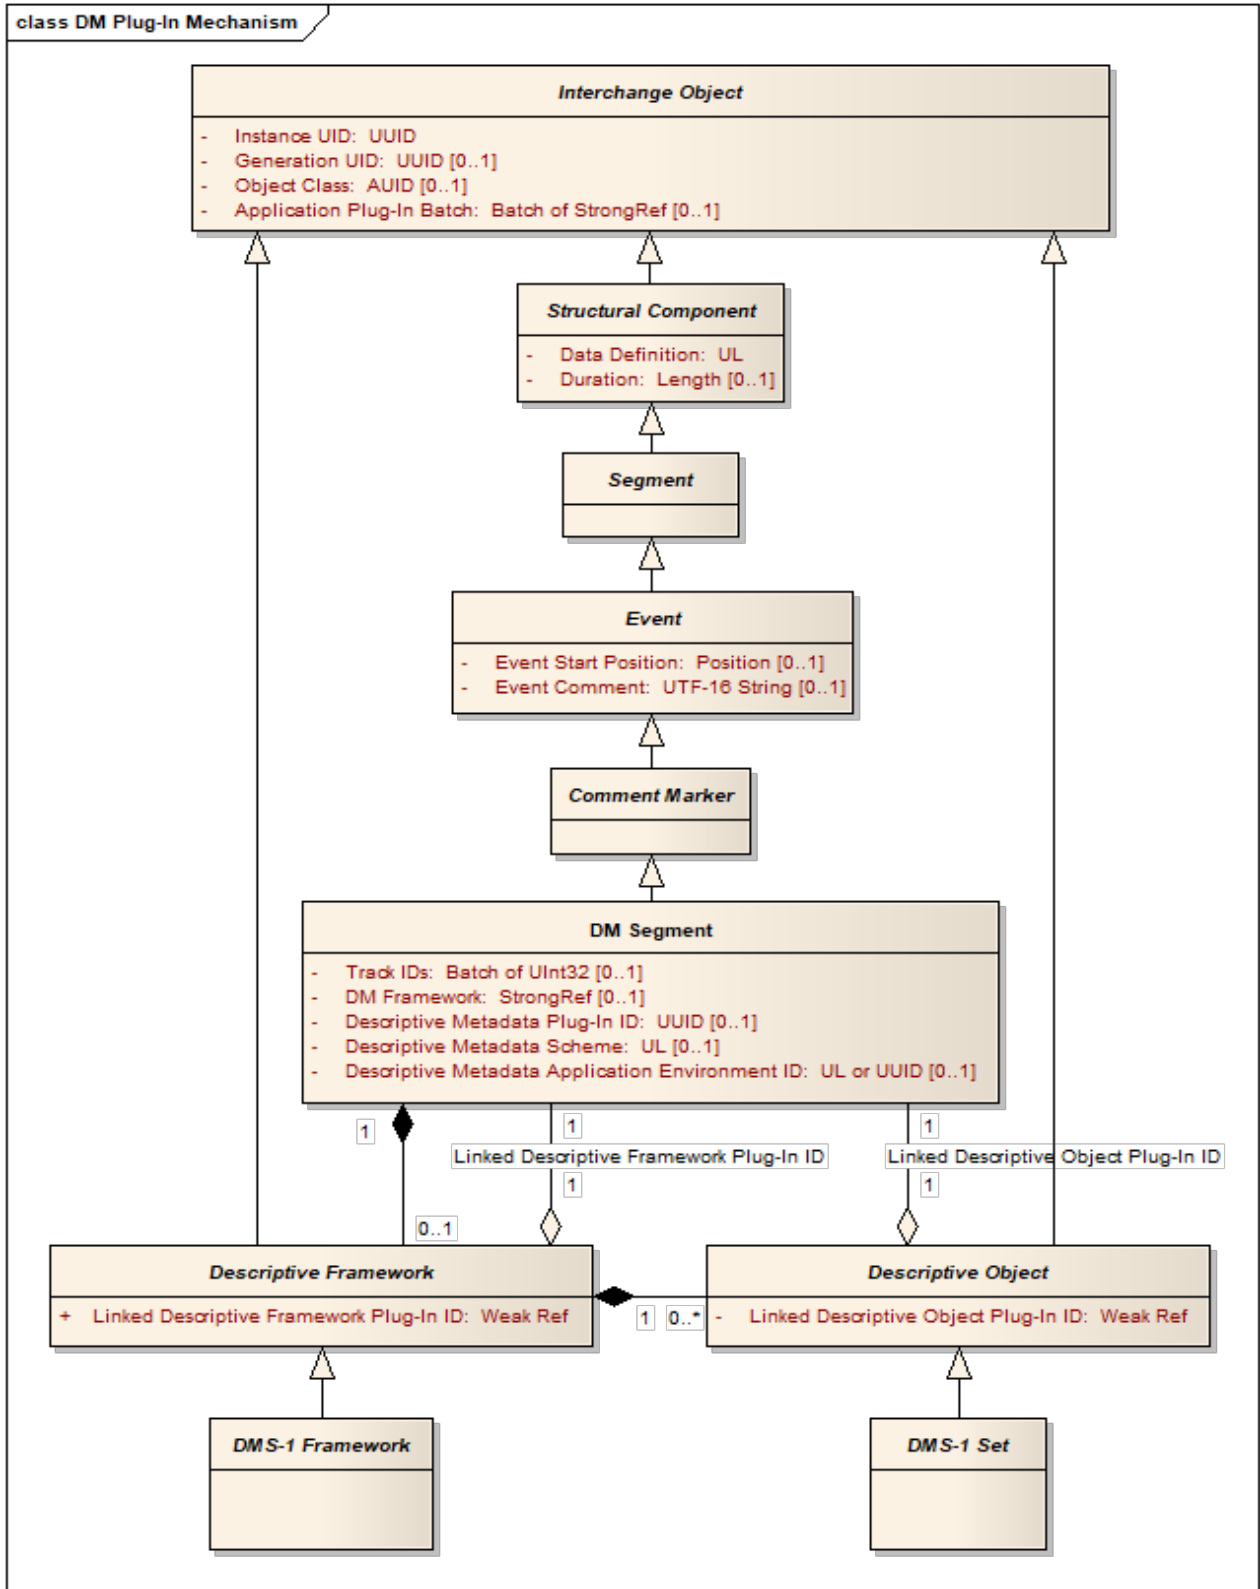 class DM Plug-In Mechanism
Interchange Object
- Instance UID: UUID
- Generation UID: UUID [0..1]
- Object Class: AUID [0..1]
- Application Plug-In Batch: Batch of StrongRef [0..1]
Structural Component
- Data Definition: UL
- Duration: Length [0..1]
Segment
Event
- Event Start Position: Position [0..1]
- Event Comment: UTF-16 String [0..1]
Comment Marker
DM Segment
- Track IDs: Batch of UInt32 [0..1]
- DM Framework: StrongRef [0..1]
- Descriptive Metadata Plug-In ID: UUID [0..1]
- Descriptive Metadata Scheme: UL [0..1]
- Descriptive Metadata Application Environment ID: UL or UUID [0..1]
1
1
1
Linked Descriptive Framework Plug-In ID
Linked Descriptive Object Plug-In ID
1
1
0..1
Descriptive Framework
+ Linked Descriptive Framework Plug-In ID: Weak Ref
1
0..*
Descriptive Object
- Linked Descriptive Object Plug-In ID: Weak Ref
DMS-1 Framework
DMS-1 Set